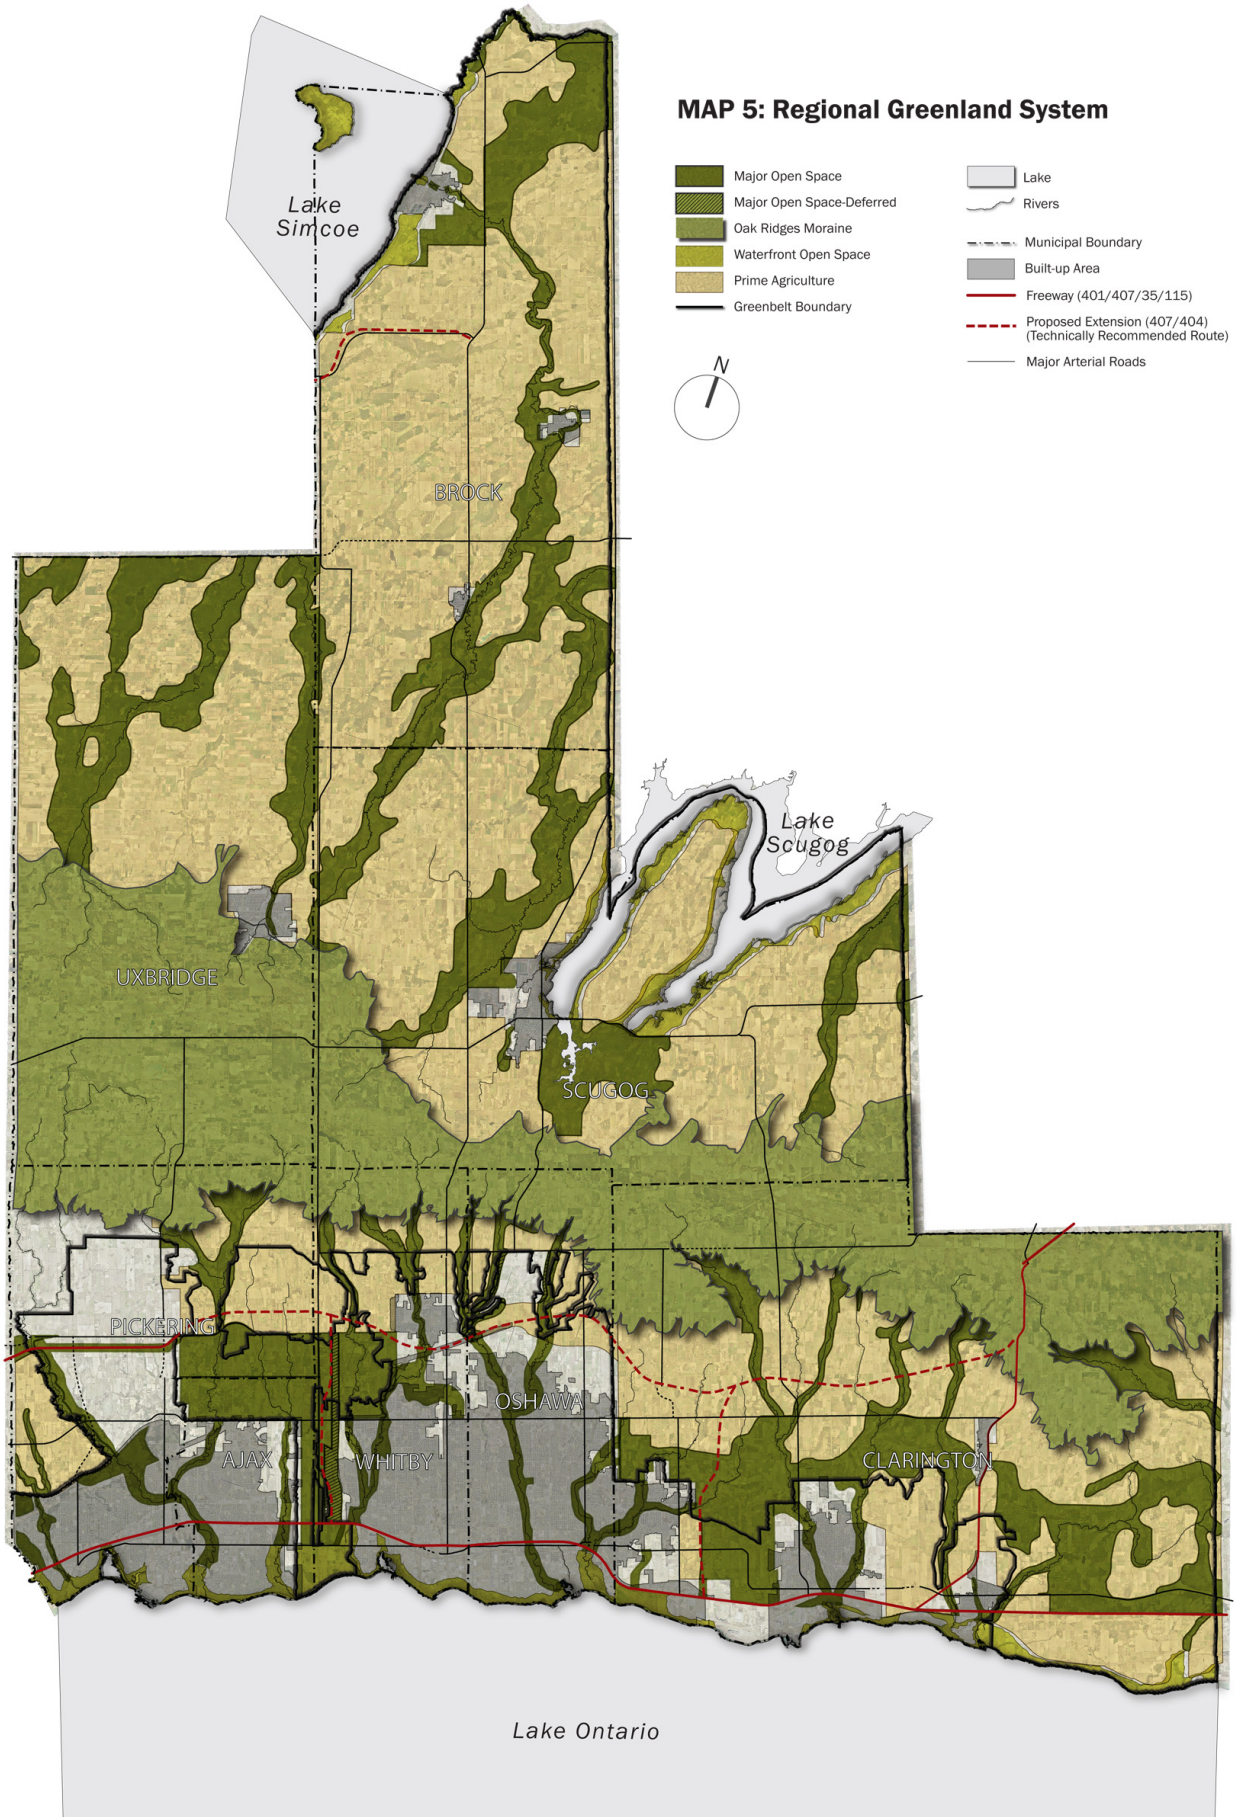 MAP 5: Regional Greenland System
Major Open Space
Major Open Space-Deferred
Oak Ridges Moraine
Waterfront Open Space
Prime Agriculture
Greenbelt Boundary
Lake
Rivers
Municipal Boundary
Built-up Area
Freeway (401/407/35/115)
Proposed Extension (407/404)
(Technically Recommended Route)
Major Arterial Roads
N
Lake
Simcoe
BROCK
Lake
Scugog
UXBRIDGE
SCUGOG
PICKERING
OSHAWA
AJAX
WHITBY
CLARINGTON
Lake Ontario